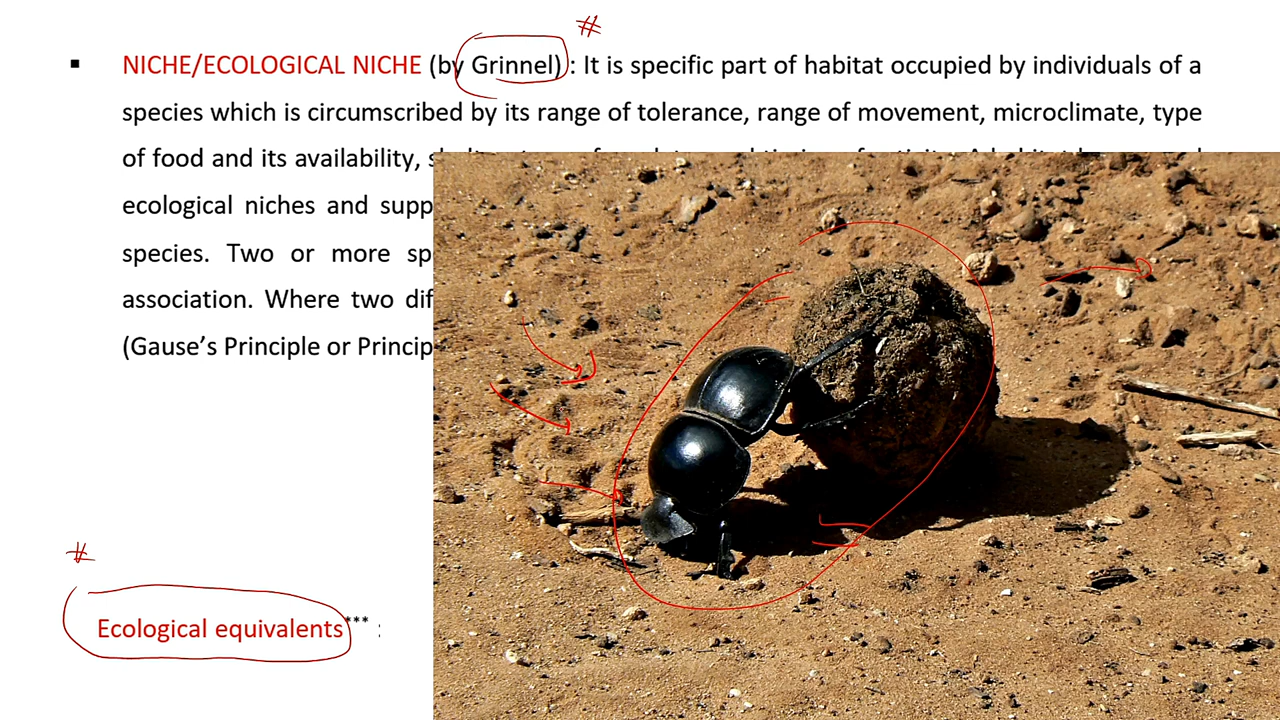 #
▪ NICHE/ECOLOGICAL NICHE (by Grinnel) : It is specific part of habitat occupied by individuals of a
species which is circumscribed by its range of tolerance, range of movement, microclimate, type
of food and its availability,
ecological niches and supp
species. Two or more sp
association. Where two dif
(Gause’s Principle or Princip
#
Ecological equivalents*** :